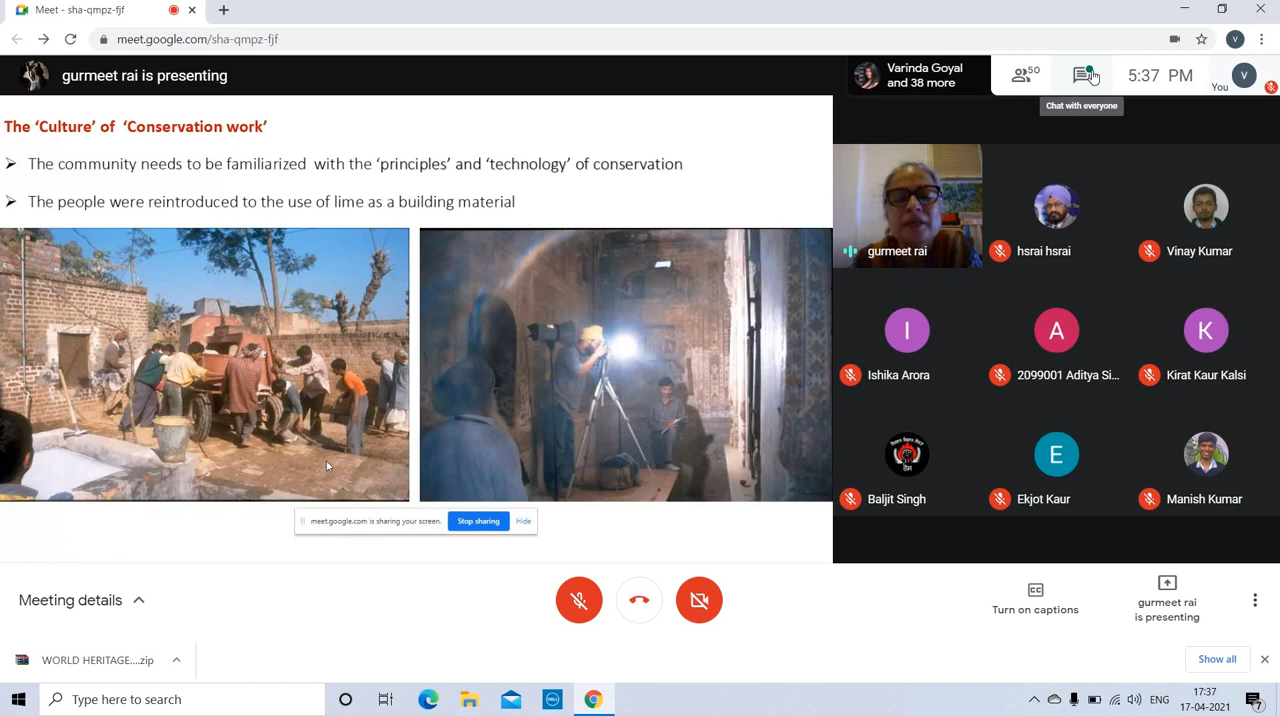 Meet - sha-qmpz-fjf
meet.google.com/sha-qmpz-fjf
V
gurmeet rai is presenting
Varinda Goyal
and 38 more
50
5:37 PM
You
V
Chat with everyone
The ‘Culture’ of ‘Conservation work’
The community needs to be familiarized with the ‘principles’ and ‘technology’ of conservation
The people were reintroduced to the use of lime as a building material
gurmeet rai
hsrai hsrai
Vinay Kumar
I
A
K
Ishika Arora
2099001 Aditya Si...
Kirat Kaur Kalsi
E
Baljit Singh
Ekjot Kaur
Manish Kumar
meet.google.com is sharing your screen.
Stop sharing
Hide
Meeting details
CC
Turn on captions
gurmeet rai
is presenting
WORLD HERITAGE....zip
Show all
Type here to search
DELL
ENG
17:37
17-04-2021
7